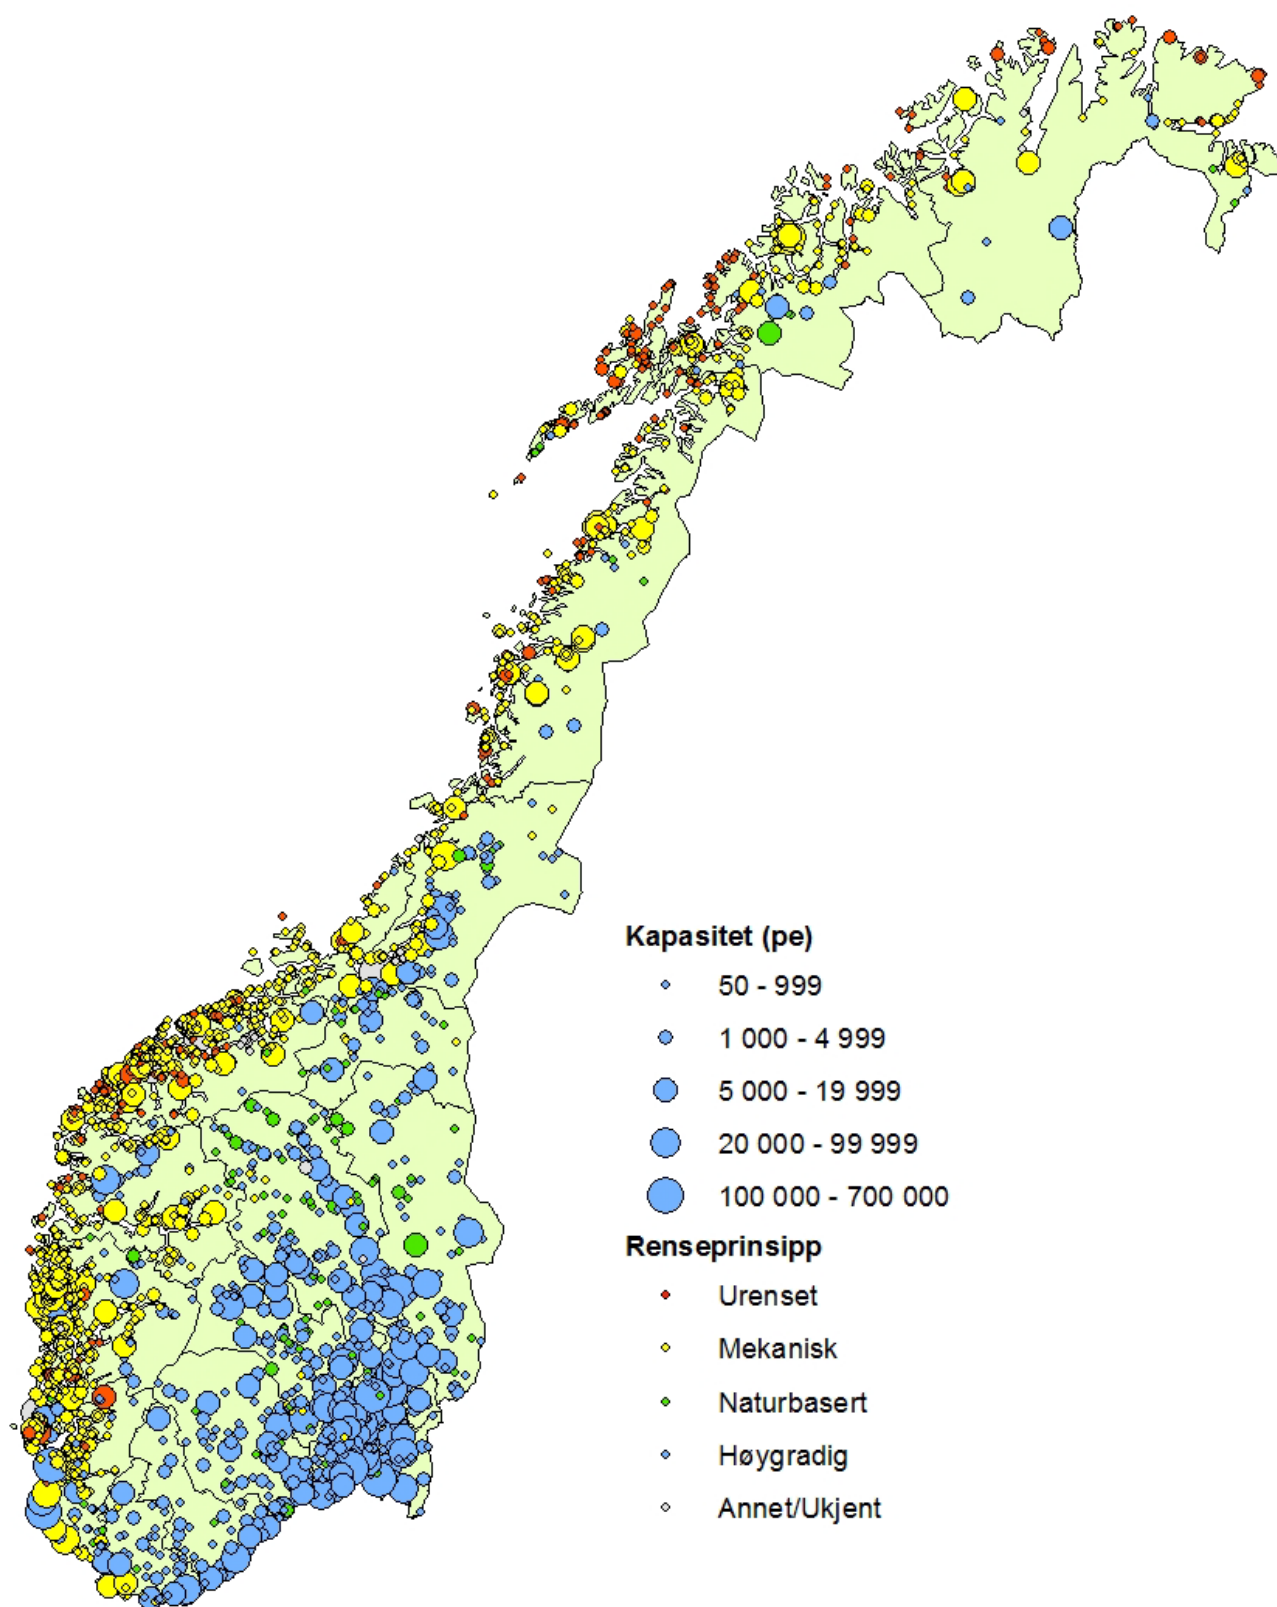 Kapasitet (pe)
50 - 999
1 000 - 4 999
5 000 - 19 999
20 000 - 99 999
100 000 - 700 000
Renseprinsipp
Urenset
Mekanisk
Naturbasert
Høygradig
Annet/Ukjent